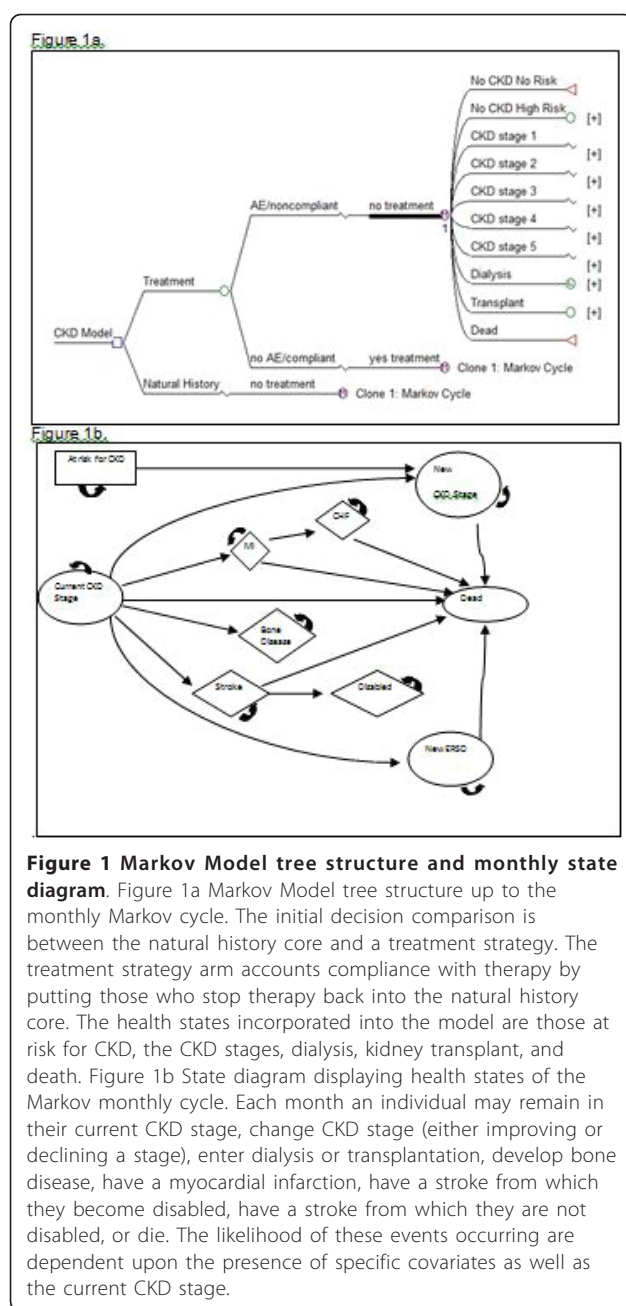 Figure 1a.
No CKD No Risk
No CKD High Risk [+]
CKD stage 1 [+]
CKD stage 2 [+]
CKD stage 3 [+]
AE/noncompliant no treatment CKD stage 4 [+]
1
CKD stage 5 [+]
Treatment Dialysis [+]
Transplant [+]
CKD Model Dead
no AE/compliant yes treatment M Clone 1: Markov Cycle
Natural History no treatment M Clone 1: Markov Cycle
Figure 1b.
At risk for CKD
New
CKD Stage
CHF
MI
Current CKD
Stage
Dead
Bone
Disease
Stroke
Disabled
New ERSD
Figure 1 Markov Model tree structure and monthly state
diagram. Figure 1a Markov Model tree structure up to the
monthly Markov cycle. The initial decision comparison is
between the natural history core and a treatment strategy. The
treatment strategy arm accounts compliance with therapy by
putting those who stop therapy back into the natural history
core. The health states incorporated into the model are those at
risk for CKD, the CKD stages, dialysis, kidney transplant, and
death. Figure 1b State diagram displaying health states of the
Markov monthly cycle. Each month an individual may remain in
their current CKD stage, change CKD stage (either improving or
declining a stage), enter dialysis or transplantation, develop bone
disease, have a myocardial infarction, have a stroke from which
they become disabled, have a stroke from which they are not
disabled, or die. The likelihood of these events occurring are
dependent upon the presence of specific covariates as well as
the current CKD stage.